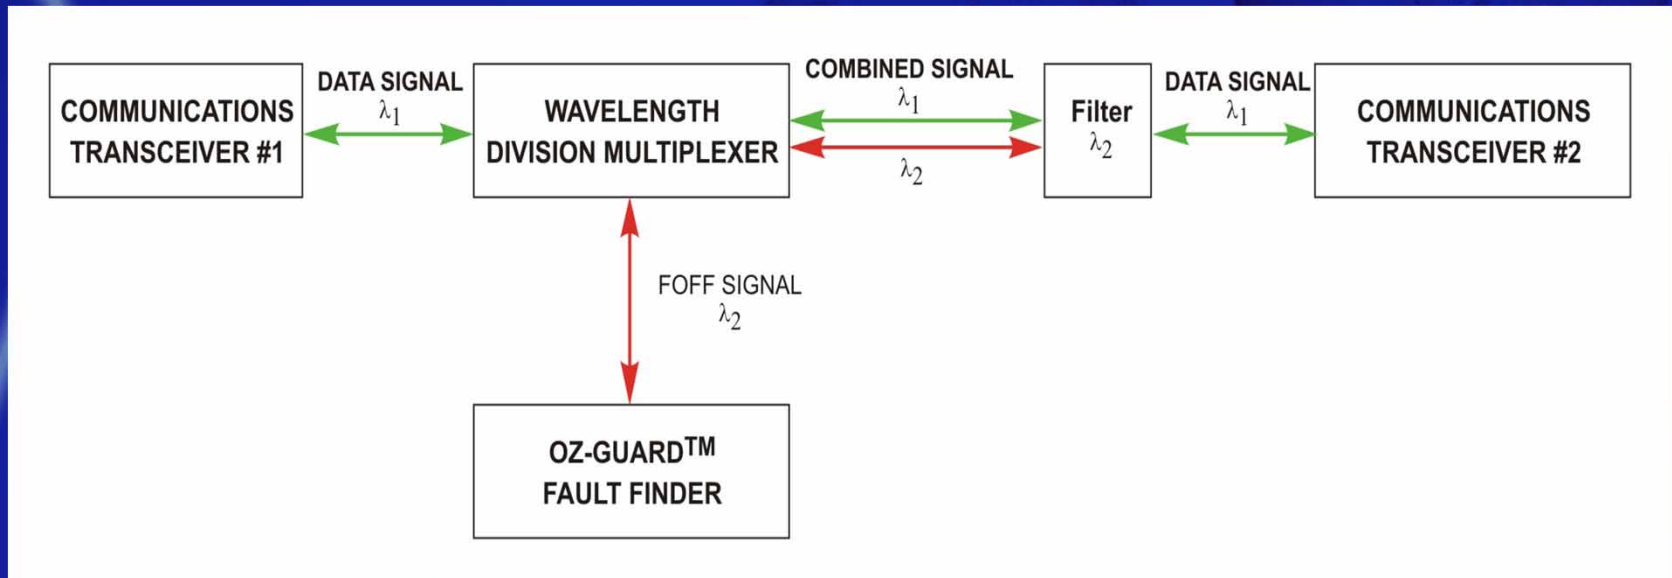 COMMUNICATIONS
TRANSCEIVER #1
DATA SIGNAL
λ1
WAVELENGTH
DIVISION MULTIPLEXER
COMBINED SIGNAL
λ1
λ2
Filter
λ2
DATA SIGNAL
λ1
COMMUNICATIONS
TRANSCEIVER #2
FOFF SIGNAL
λ2
OZ-GUARD™
FAULT FINDER